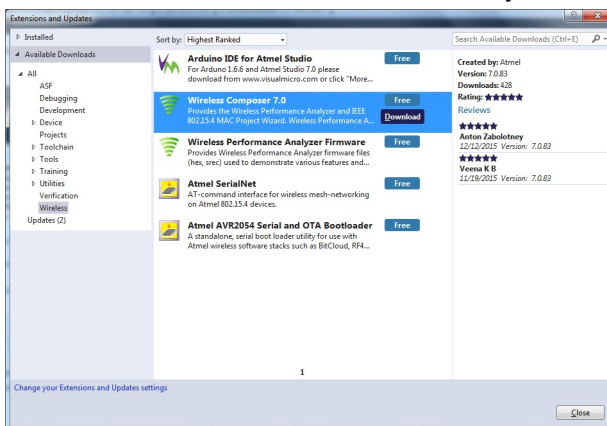 Extensions and Updates
Installed
Available Downloads
All
ASF
Debugging
Development
Device
Projects
Toolchain
Tools
Training
Utilities
Verification
Wireless
Updates (2)
Sort by: Highest Ranked
Arduino IDE for Atmel Studio
For Arduno 1.6.6 and Atmel Studio 7.0 please
download from www.visualmicro.com or click "More...
Free
Wireless Composer 7.0
Provides the Wireless Performance Analyzer and IEEE
802.15.4 MAC Project Wizard. Wireless Performance A...
Free
Download
Wireless Performance Analyzer Firmware
Provides Wireless Performance Analyzer firmware files
(hex, srec) used to demonstrate various features and...
Free
Atmel SerialNet
AT-command interface for wireless mesh-networking
on Atmel 802.15.4 devices.
Free
Atmel AVR2054 Serial and OTA Bootloader
A standalone, serial boot loader utility for use with
Atmel wireless software stacks such as BitCloud, RF4...
Free
1
Search Available Downloads (Ctrl+E)
Created by: Atmel
Version: 7.0.83
Downloads: 428
Rating:
Reviews
Anton Zabolotney
12/12/2015 Version: 7.0.83
Veena K B
11/19/2015 Version: 7.0.83
Change your Extensions and Updates settings
Close